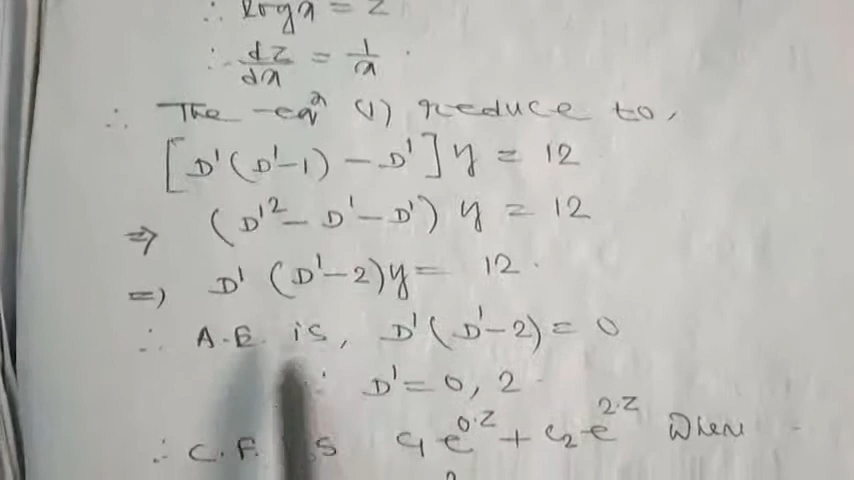 ∴ log x = z
∴ dz/dx = 1/x .
∴ The eqⁿ (1) reduce to,
[D'(D'-1) - D']y = 12
⇒ (D'² - D' - D') y = 12
⇒ D' (D'-2)y = 12.
∴ A.E. is, D'(D'-2) = 0
∴ D' = 0, 2
∴ C.F. is C₁e^{0.z} + C₂e^{2.z} When